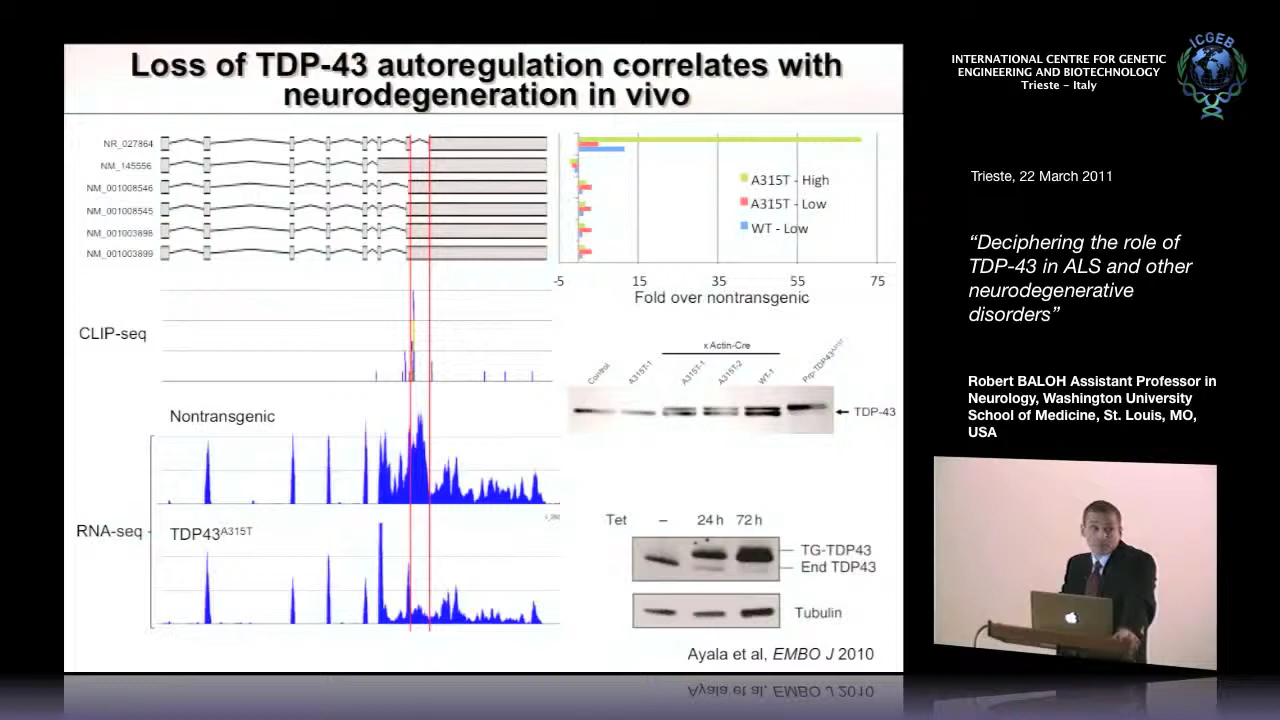 Loss of TDP-43 autoregulation correlates with
neurodegeneration in vivo
NR_027864
NM_145556
NM_001008546
NM_001008545
NM_001003898
NM_001003899
A315T - High
A315T - Low
WT - Low
-5 15 35 55 75
Fold over nontransgenic
CLIP-seq
Nontransgenic
RNA-seq
TDP43A315T
x Actin-Cre
Control
A315T-1
A315T-1
A315T-2
WT-1
TDP-43
Tet – 24 h 72 h
TG-TDP43
End TDP43
Tubulin
Ayala et al, EMBO J 2010
ICGEB
INTERNATIONAL CENTRE FOR GENETIC
ENGINEERING AND BIOTECHNOLOGY
Trieste - Italy
Trieste, 22 March 2011
“Deciphering the role of
TDP-43 in ALS and other
neurodegenerative
disorders”
Robert BALOH Assistant Professor in
Neurology, Washington University
School of Medicine, St. Louis, MO,
USA